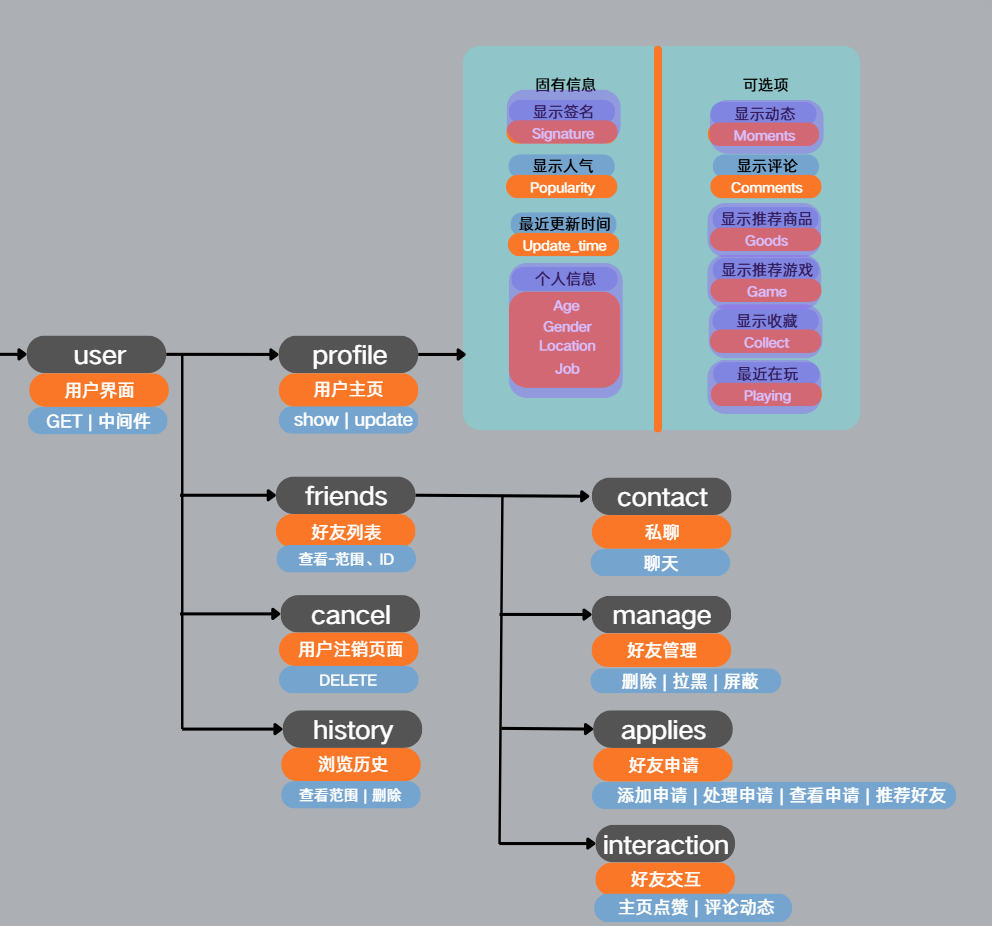 固有信息
显示签名
Signature
显示人气
Popularity
最近更新时间
Update_time
个人信息
Age
Gender
Location
Job
可选项
显示动态
Moments
显示评论
Comments
显示推荐商品
Goods
显示推荐游戏
Game
显示收藏
Collect
最近在玩
Playing
user
用户界面
GET | 中间件
profile
用户主页
show | update
friends
好友列表
查看-范围、ID
cancel
用户注销页面
DELETE
history
浏览历史
查看范围 | 删除
contact
私聊
聊天
manage
好友管理
删除 | 拉黑 | 屏蔽
applies
好友申请
添加申请 | 处理申请 | 查看申请 | 推荐好友
interaction
好友交互
主页点赞 | 评论动态